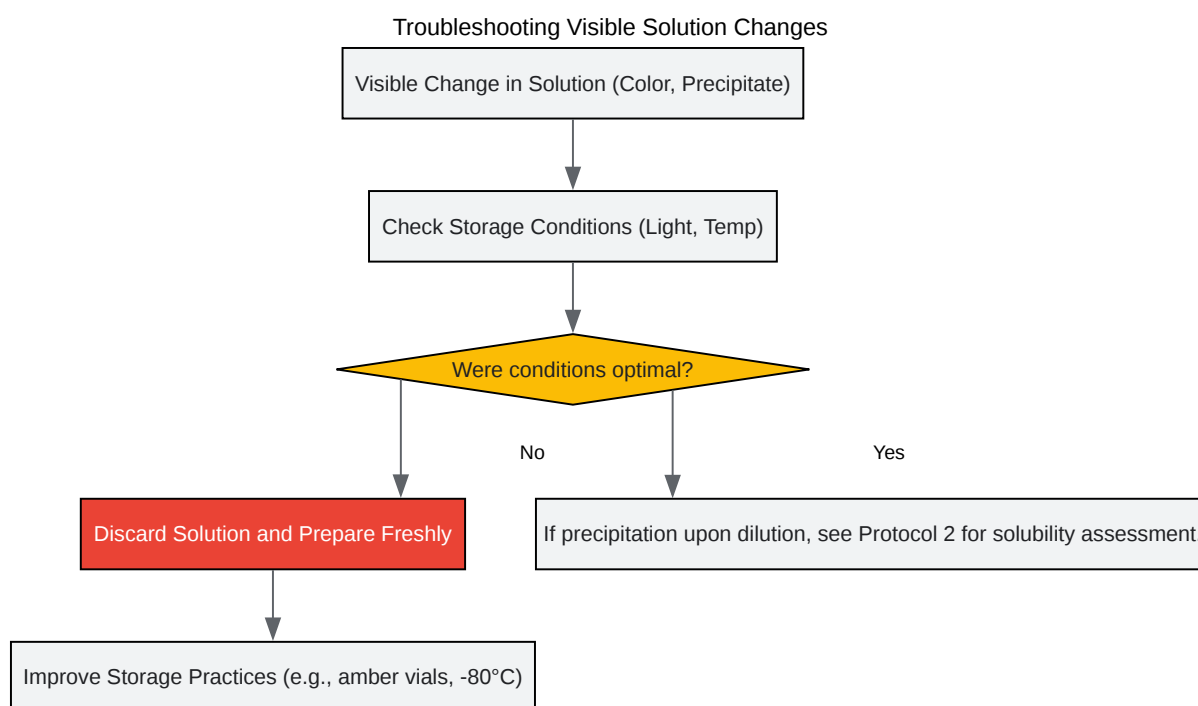 Troubleshooting Visible Solution Changes
Visible Change in Solution (Color, Precipitate)
Check Storage Conditions (Light, Temp)
Were conditions optimal?
No
Yes
Discard Solution and Prepare Freshly
If precipitation upon dilution, see Protocol 2 for solubility assessment.
Improve Storage Practices (e.g., amber vials, -80°C)